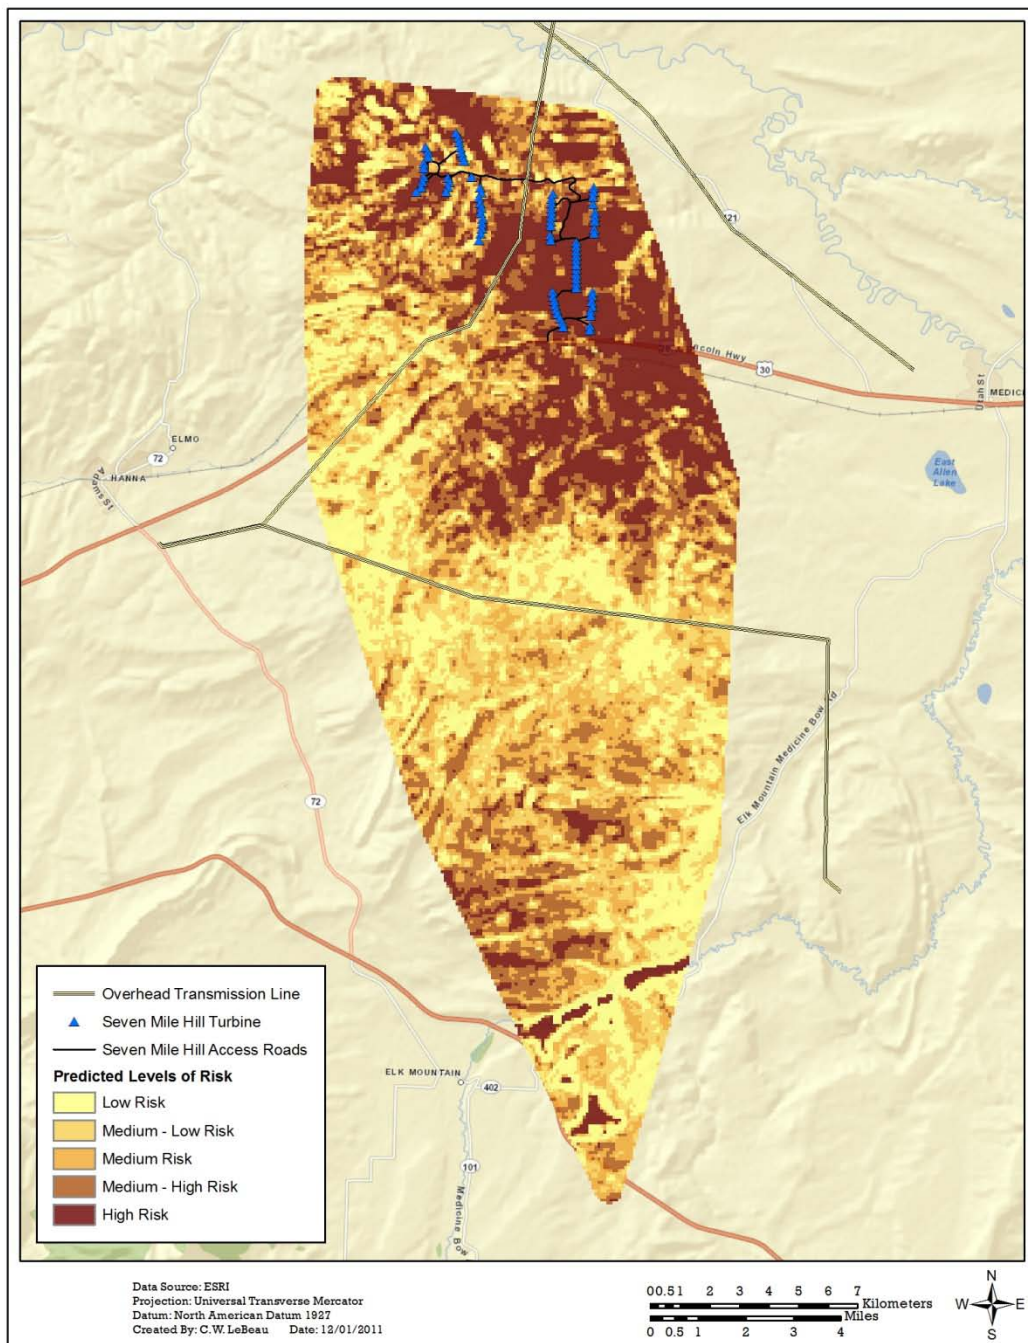 421
Lincoln Hwy
30
Utah St
MEDICI
ELMO
72
HANNA
Adams St
East
Allen
Lake
72
Elk Mountain Medicine Bow Rd
Overhead Transmission Line
Seven Mile Hill Turbine
Seven Mile Hill Access Roads
Predicted Levels of Risk
Low Risk
Medium - Low Risk
Medium Risk
Medium - High Risk
High Risk
ELK MOUNTAIN
402
101
Medicine Bow
Data Source: ESRI
Projection: Universal Transverse Mercator
Datum: North American Datum 1927
Created By: C.W. LeBeau Date: 12/01/2011
0 0.5 1 2 3 4 5 6 7
Kilometers
Miles
0 0.5 1 2 3 4
N
W E
S